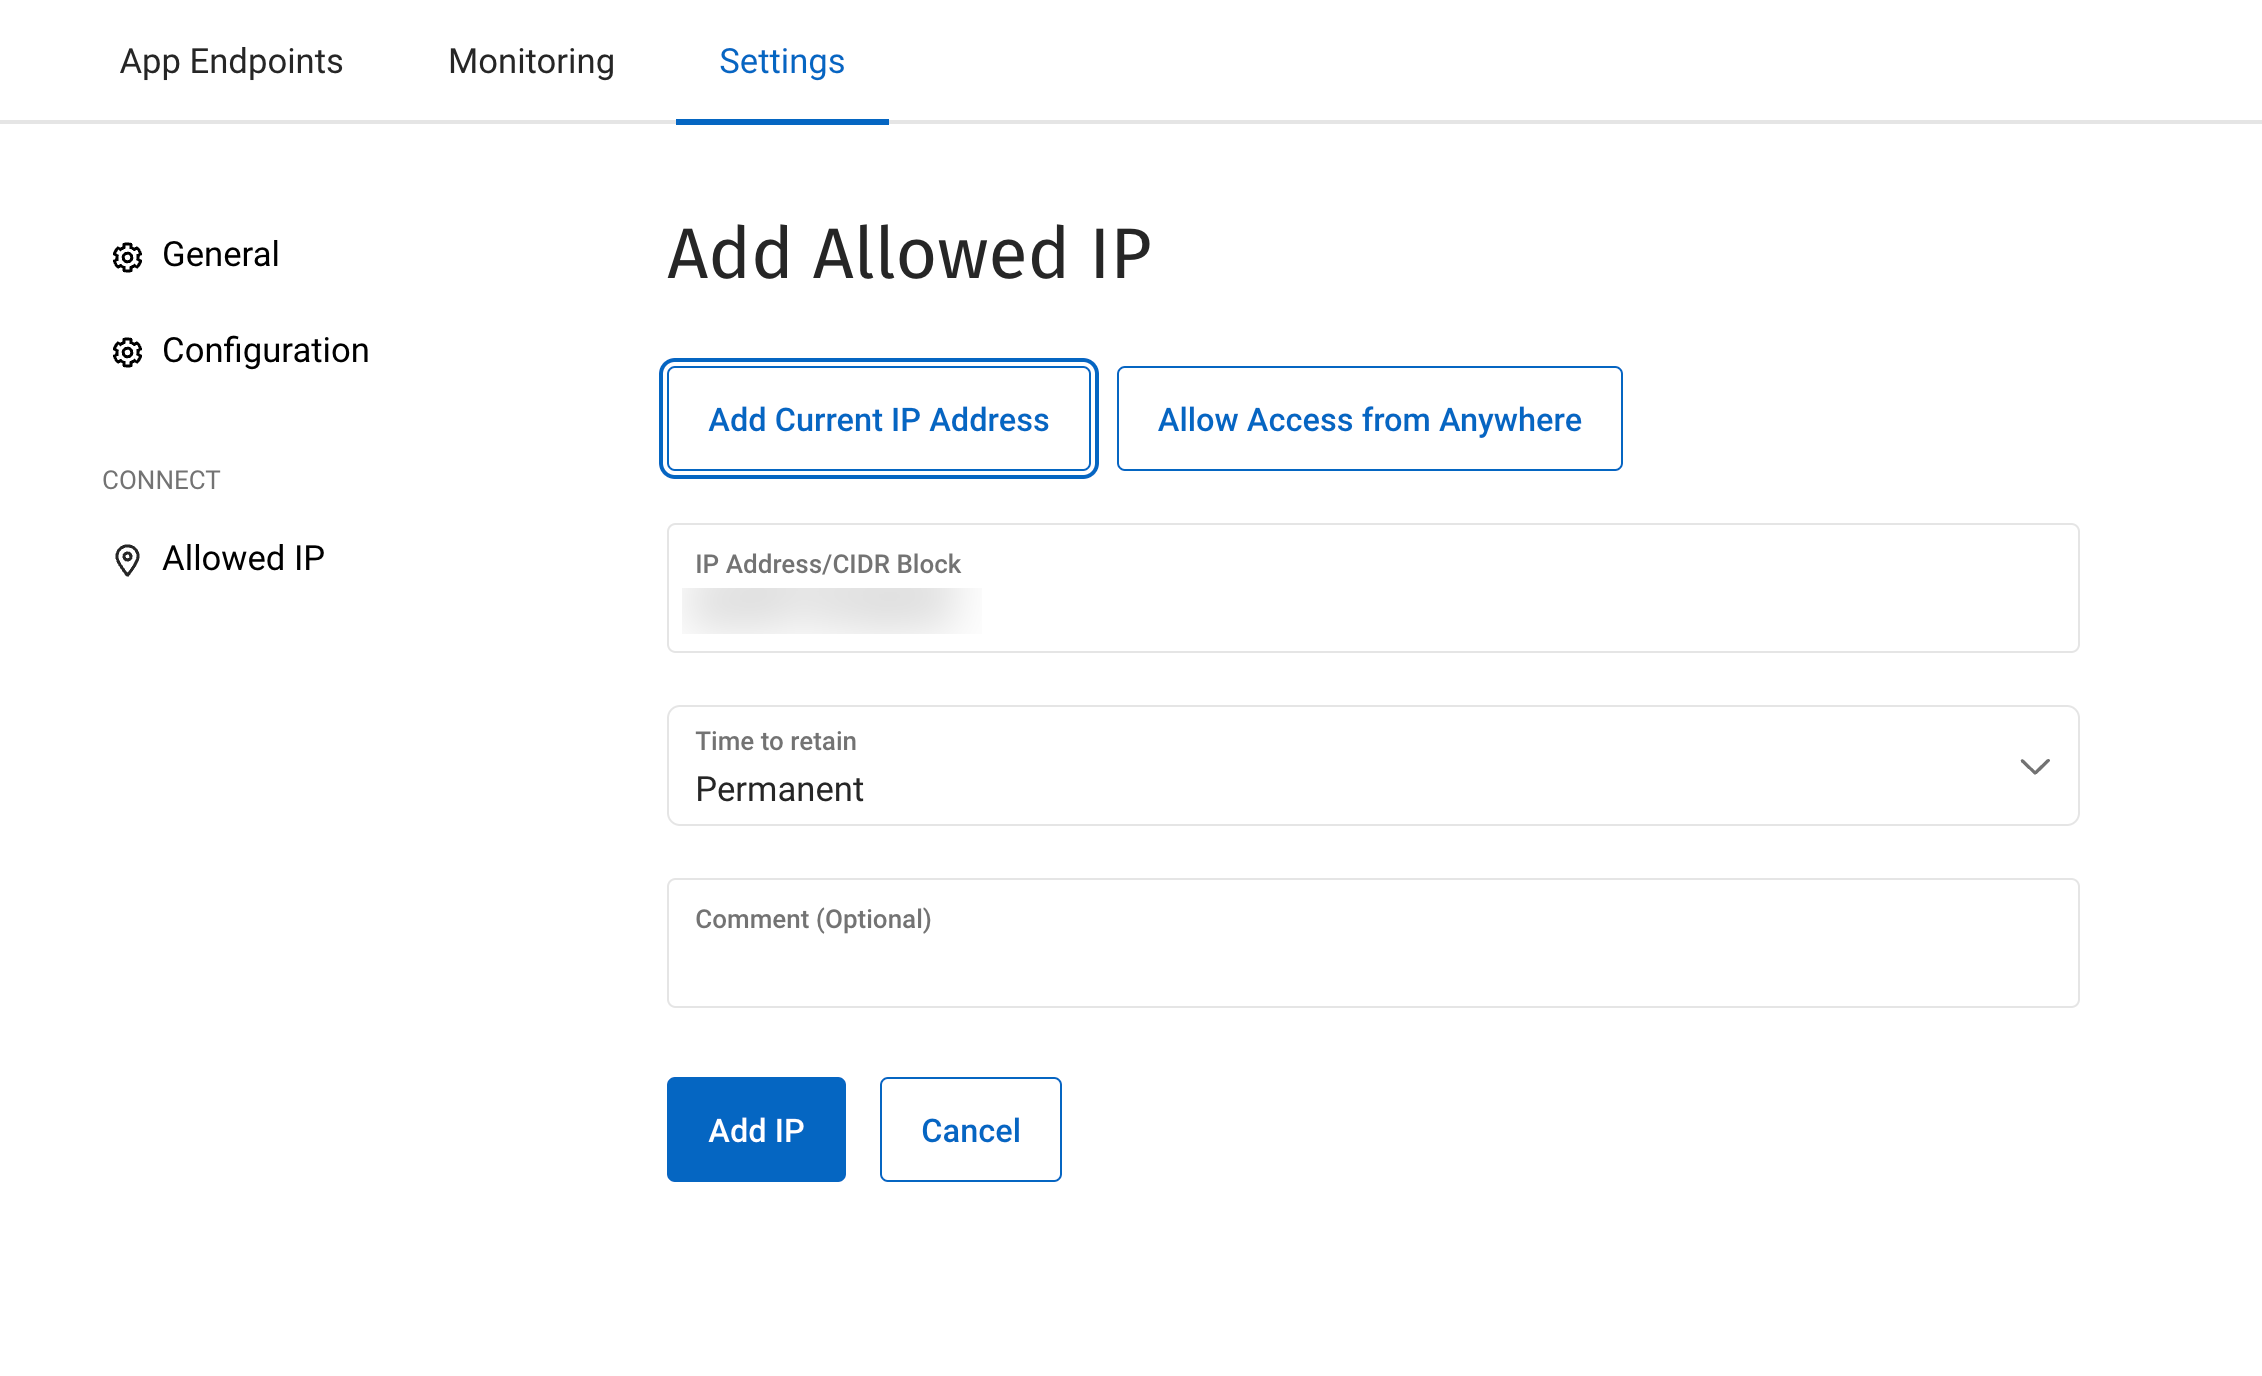 App Endpoints
Monitoring
Settings
General
Configuration
CONNECT
Allowed IP
Add Allowed IP
Add Current IP Address
Allow Access from Anywhere
IP Address/CIDR Block
Time to retain
Permanent
Comment (Optional)
Add IP
Cancel